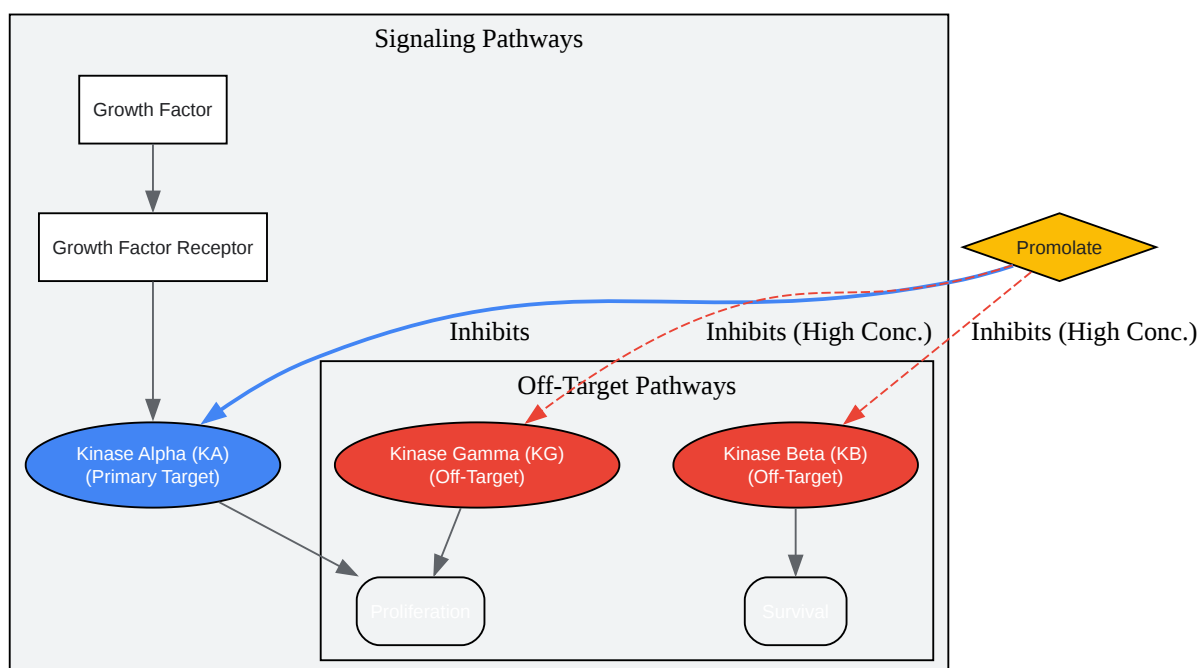 Signaling Pathways
Growth Factor
Growth Factor Receptor
Promolate
Inhibits
Inhibits (High Conc.)
Inhibits (High Conc.)
Off-Target Pathways
Kinase Alpha (KA)
(Primary Target)
Kinase Gamma (KG)
(Off-Target)
Kinase Beta (KB)
(Off-Target)
Proliferation
Survival